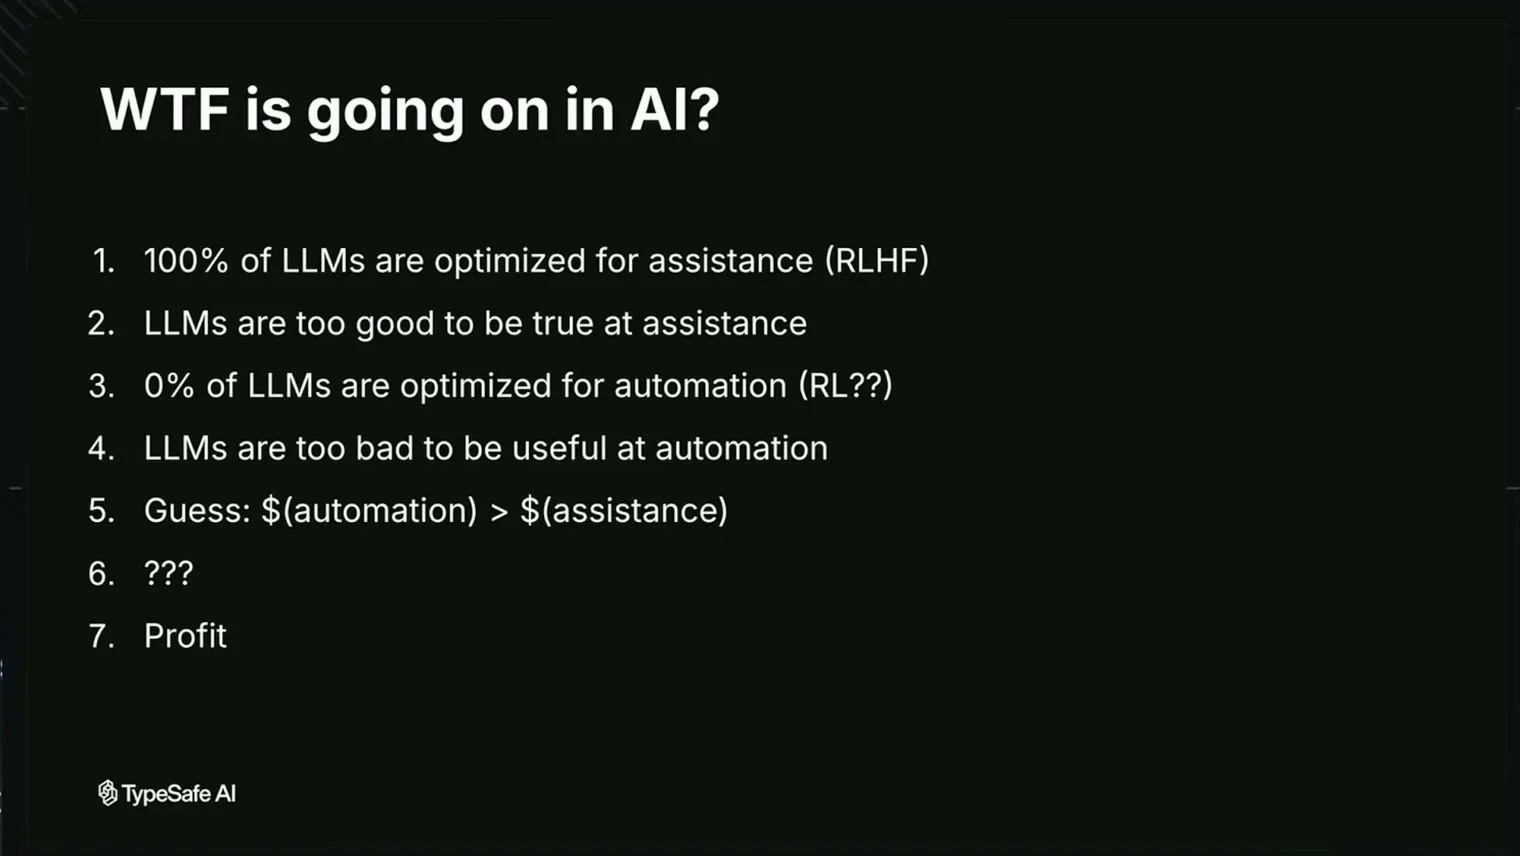 WTF is going on in AI?
1. 100% of LLMs are optimized for assistance (RLHF)
2. LLMs are too good to be true at assistance
3. 0% of LLMs are optimized for automation (RL??)
4. LLMs are too bad to be useful at automation
5. Guess: $(automation) > $(assistance)
6. ???
7. Profit
TypeSafe AI